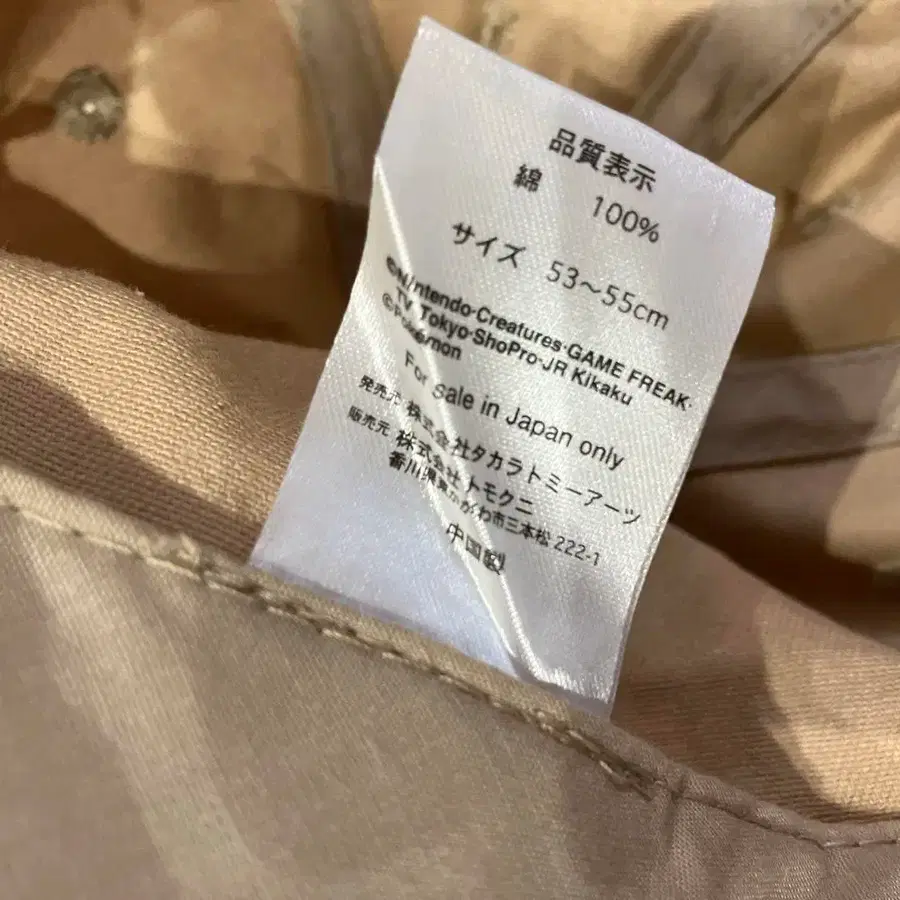 品質表示
綿 100%
サイズ 53～55cm
©Nintendo·Creatures·GAME FREAK·
TV Tokyo·ShoPro·JR Kikaku
©Pokémon
For sale in Japan only
発売元 株式会社タカラトミーアーツ
販売元 株式会社トモクニ
香川県東かがわ市三本松 222-1
中国製